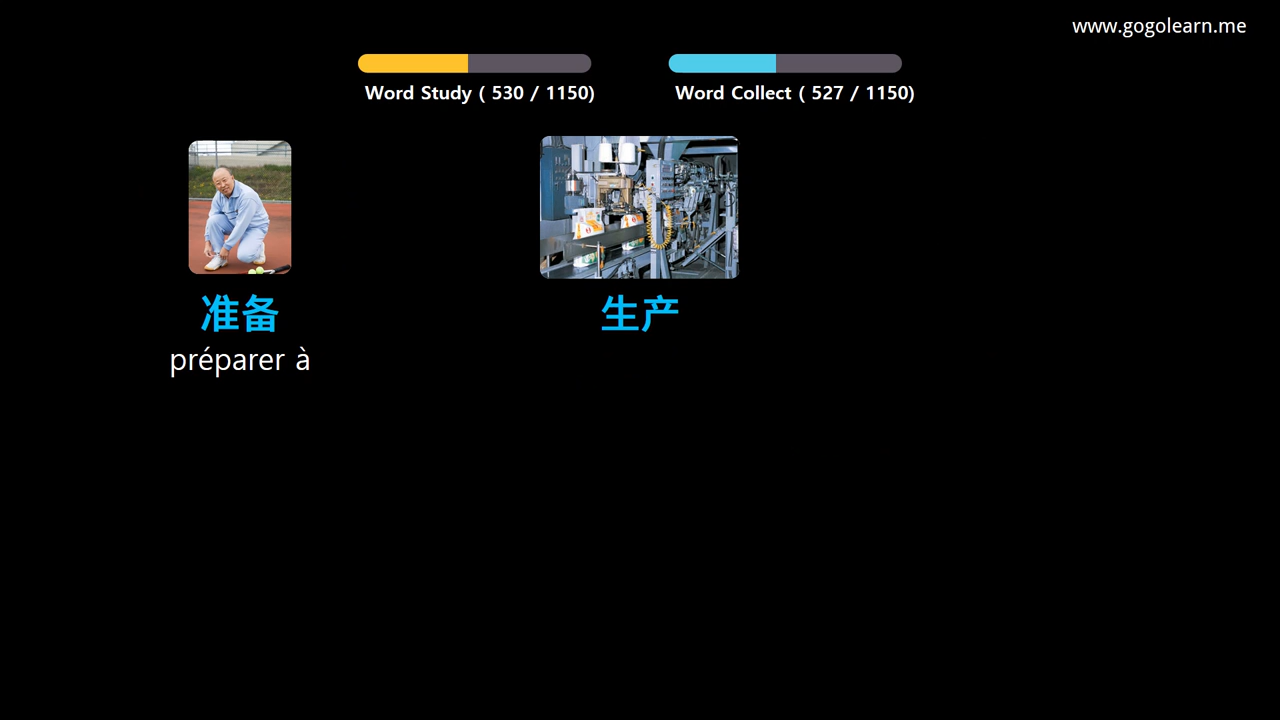 www.gogolearn.me
Word Study ( 530 / 1150)
Word Collect ( 527 / 1150)
准备
préparer à
生产